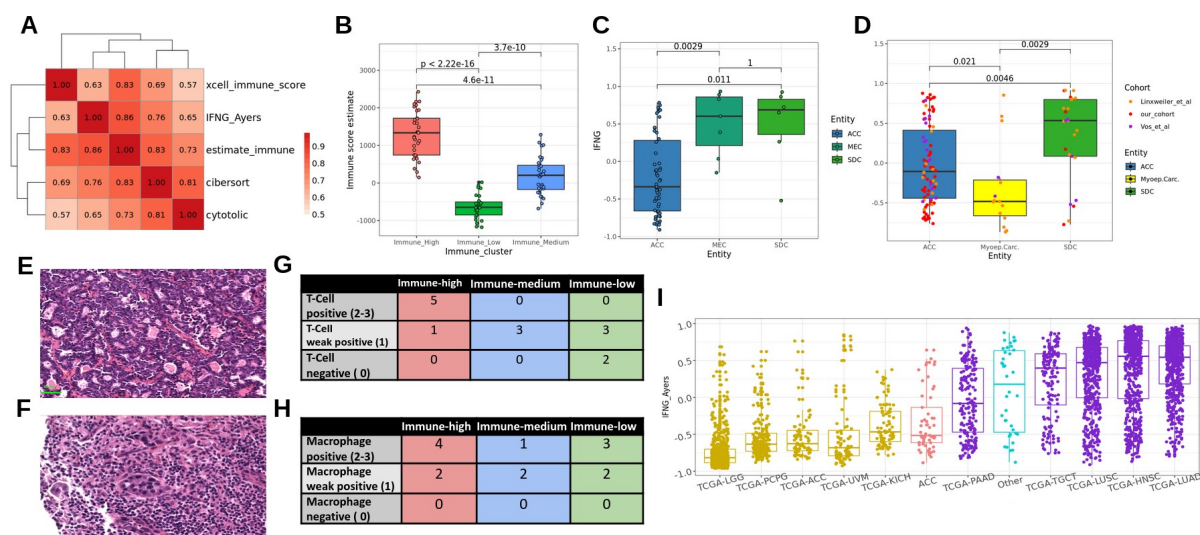 A
1.00 0.63 0.83 0.69 0.57 xcell_immune_score
0.63 1.00 0.86 0.76 0.65 IFNG_Ayers
0.83 0.86 1.00 0.83 0.73 estimate_immune
0.69 0.76 0.83 1.00 0.81 cibersort
0.57 0.65 0.73 0.81 1.00 cytotolic
0.9
0.8
0.7
0.6
0.5
B
3.7e-10
p < 2.22e-16
4.6e-11
Immune score estimate
3000
2000
1000
0
-1000
Immune_High Immune_Low Immune_Medium
Immune_cluster
C
0.0029
1
0.011
IFNG
1.0
0.5
0.0
-0.5
-1.0
ACC MEC SDC
Entity
Entity
ACC
MEC
SDC
D
0.0029
0.021
0.0046
1.5
1.0
0.5
0.0
-0.5
ACC Myoep.Carc. SDC
Entity
Cohort
Linxweiler_et_al
our_cohort
Vos_et_al
Entity
ACC
Myoep.Carc.
SDC
E
F
G
Immune-high Immune-medium Immune-low
T-Cell
positive (2-3) 5 0 0
T-Cell
weak positive (1) 1 3 3
T-Cell
negative ( 0) 0 0 2
H
Immune-high Immune-medium Immune-low
Macrophage
positive (2-3) 4 1 3
Macrophage
weak positive (1) 2 2 2
Macrophage
negative ( 0) 0 0 0
I
IFNG_Ayers
1.0
0.5
0.0
-0.5
-1.0
TCGA-LGG TCGA-PCPG TCGA-ACC TCGA-UVM TCGA-KICH ACC TCGA-PAAD Other TCGA-TGCT TCGA-LUSC TCGA-HNSC TCGA-LUAD